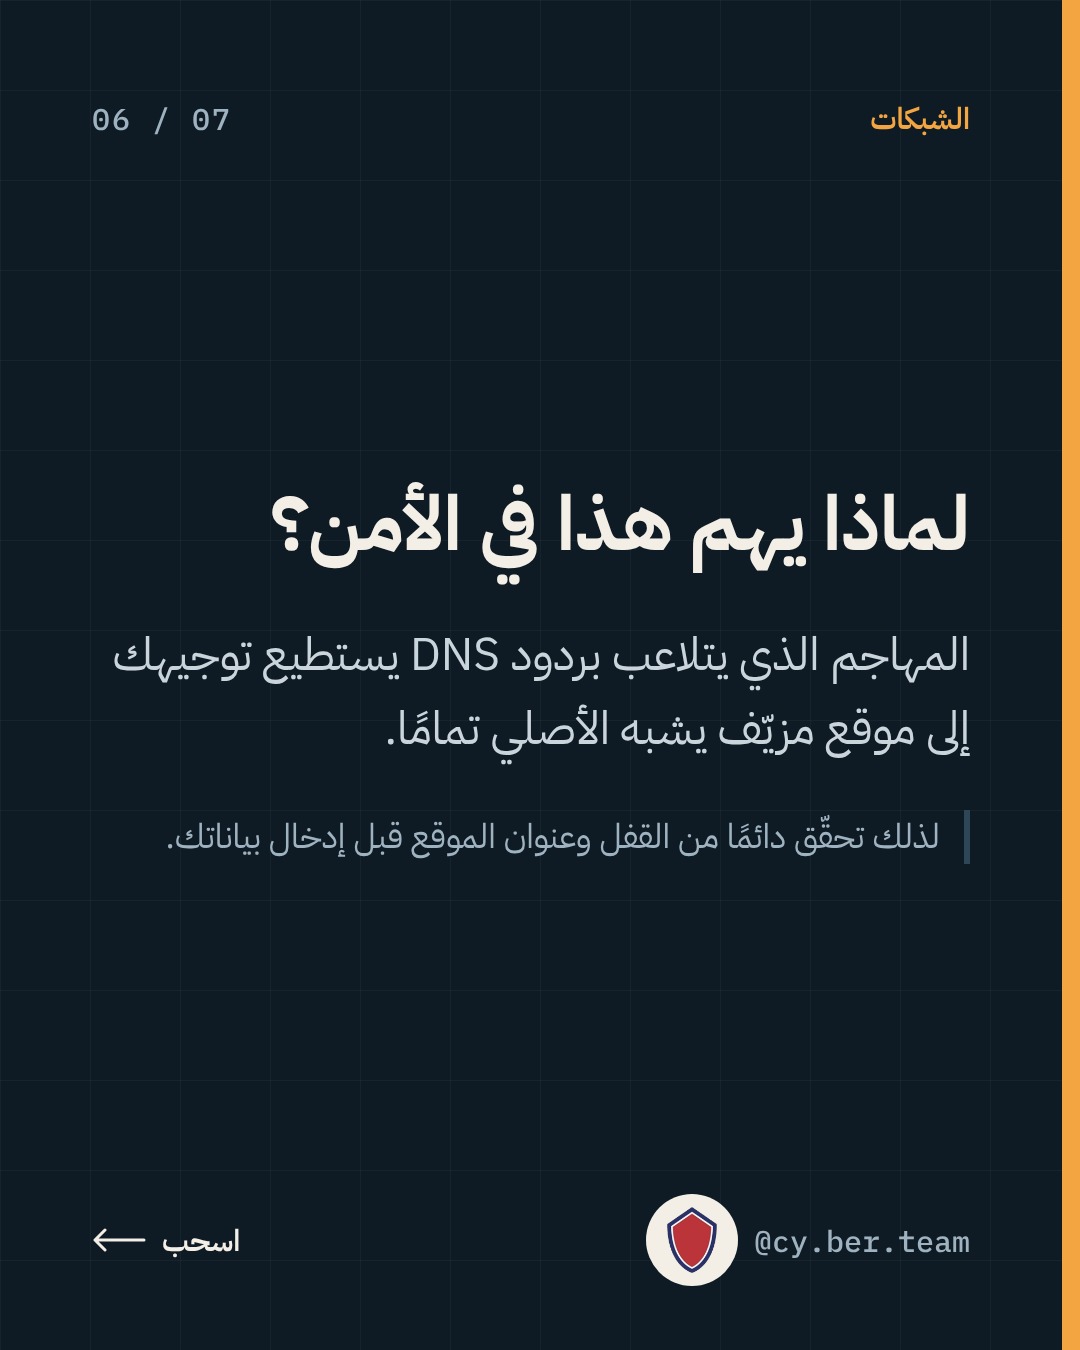 الشبكات
06 / 07
لماذا يهم هذا في الأمن؟
المهاجم الذي يتلاعب بردود DNS يستطيع توجيهك
إلى موقع مزيّف يشبه الأصلي تمامًا.
لذلك تحقّق دائمًا من القفل وعنوان الموقع قبل إدخال بياناتك.
@cy.ber.team
اسحب ←